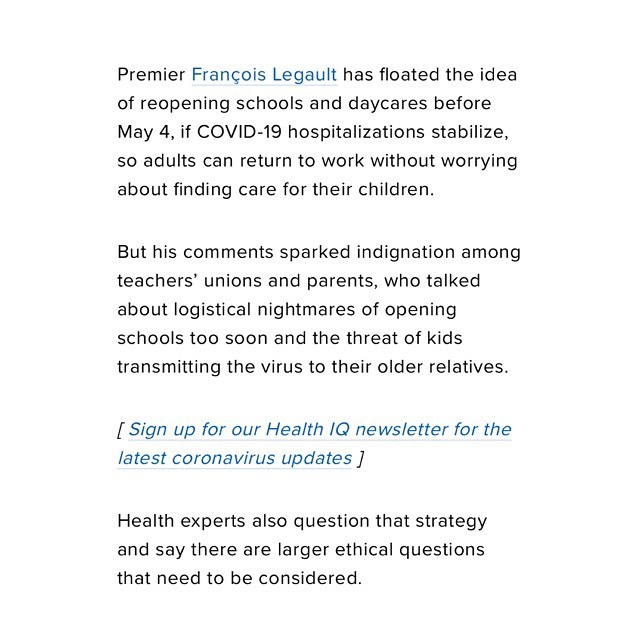 Premier François Legault has floated the idea
of reopening schools and daycares before
May 4, if COVID-19 hospitalizations stabilize,
so adults can return to work without worrying
about finding care for their children.
But his comments sparked indignation among
teachers’ unions and parents, who talked
about logistical nightmares of opening
schools too soon and the threat of kids
transmitting the virus to their older relatives.
[ Sign up for our Health IQ newsletter for the
latest coronavirus updates ]
Health experts also question that strategy
and say there are larger ethical questions
that need to be considered.